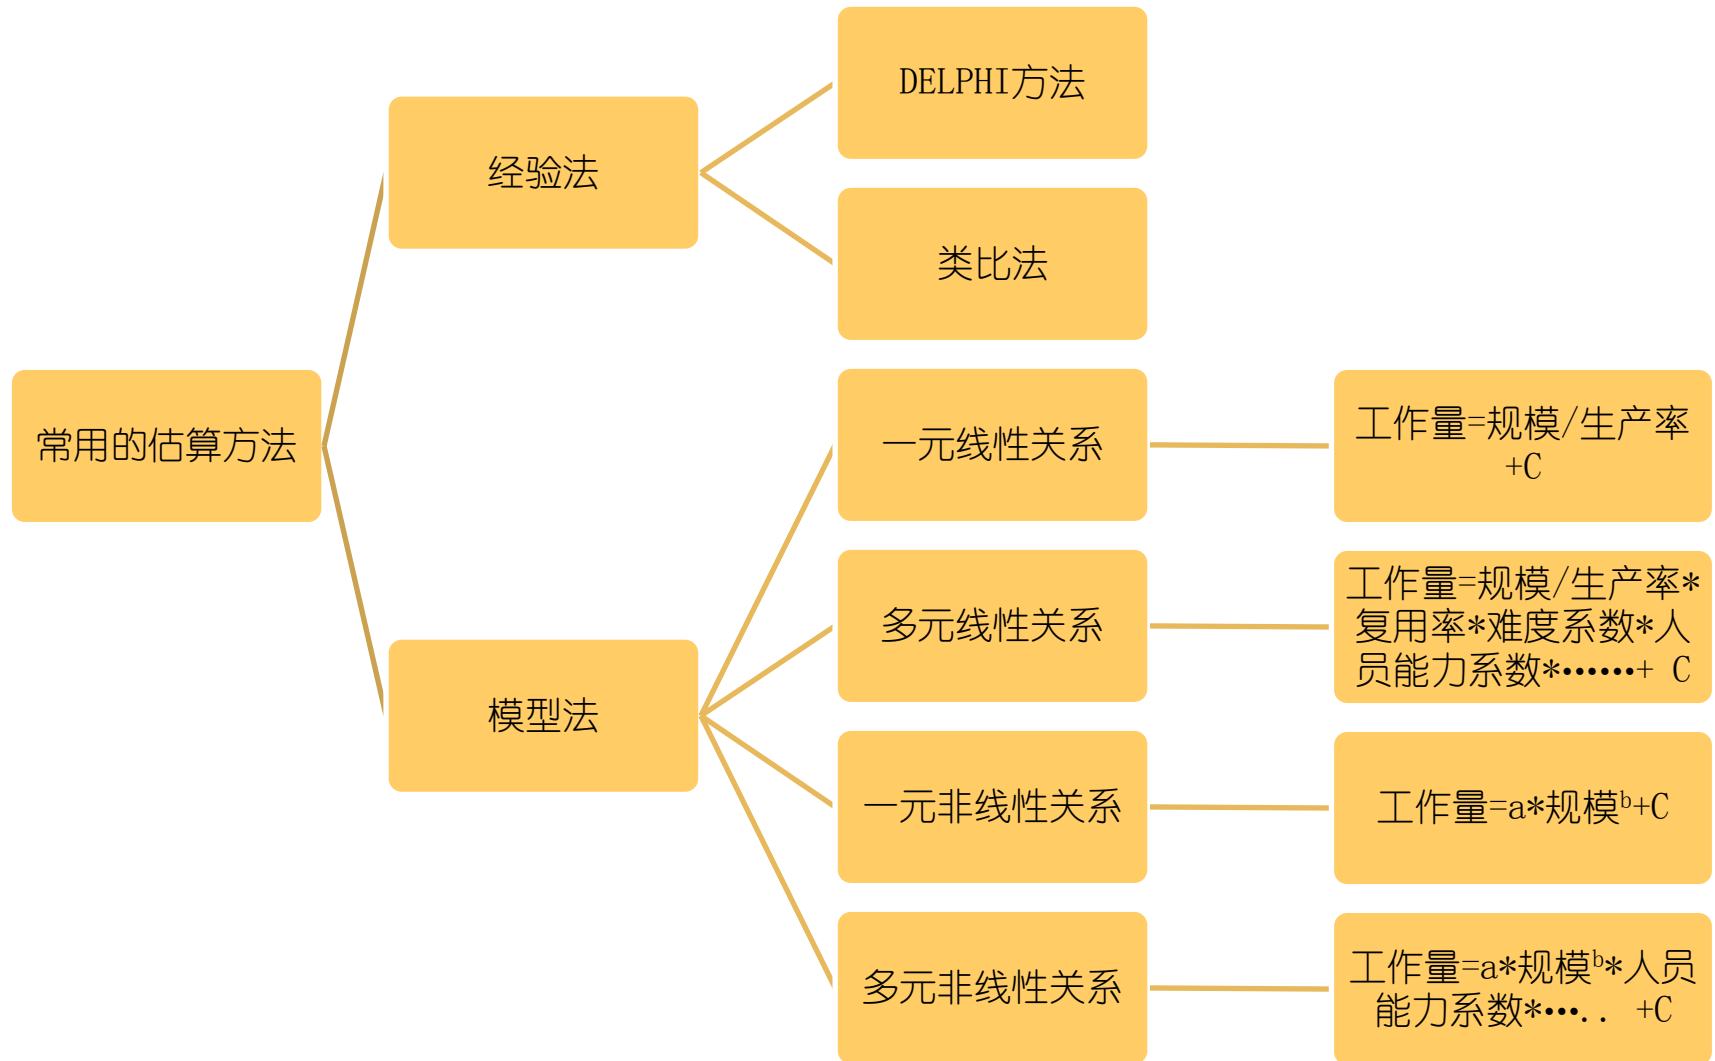 常用的估算方法
经验法
DELPHI方法
类比法
模型法
一元线性关系
工作量=规模/生产率
+C
多元线性关系
工作量=规模/生产率*
复用率*难度系数*人
员能力系数*••••••+ C
一元非线性关系
工作量=a*规模ᵇ+C
多元非线性关系
工作量=a*规模ᵇ*人员
能力系数*•••.. +C